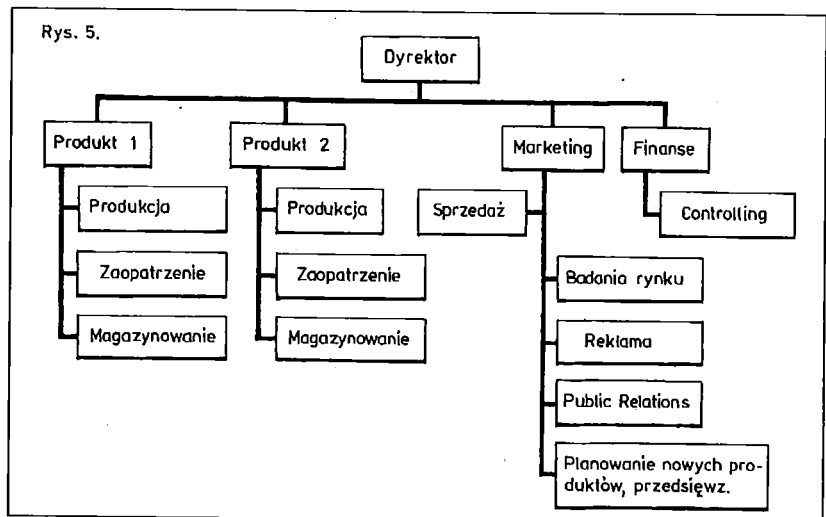 Rys. 5.
Dyrektor
Produkt 1
Produkt 2
Marketing
Finanse
Produkcja
Produkcja
Sprzedaż
Controlling
Zaopatrzenie
Zaopatrzenie
Badania rynku
Magazynowanie
Magazynowanie
Reklama
Public Relations
Planowanie nowych pro-
duktów, przedsięwz.